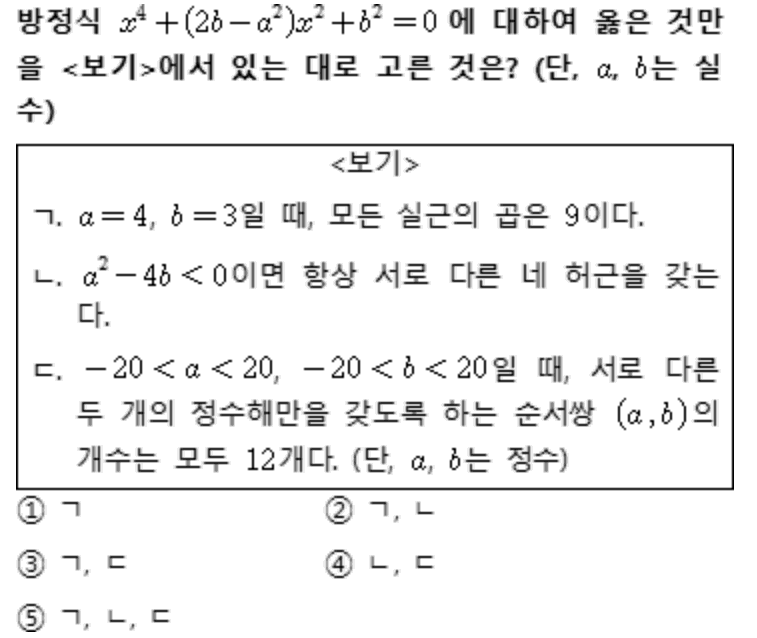 방정식 x⁴+(2b−a²)x²+b²=0에 대하여 옳은 것만
을 <보기>에서 있는 대로 고른 것은? (단, a, b는 실
수)
<보기>
ㄱ. a=4, b=3일 때, 모든 실근의 곱은 9이다.
ㄴ. a²−4b<0이면 항상 서로 다른 네 허근을 갖는
다.
ㄷ. −20<a<20, −20<b<20일 때, 서로 다른
두 개의 정수해만을 갖도록 하는 순서쌍 (a,b)의
개수는 모두 12개다. (단, a, b는 정수)
① ㄱ ② ㄱ, ㄴ
③ ㄱ, ㄷ ④ ㄴ, ㄷ
⑤ ㄱ, ㄴ, ㄷ